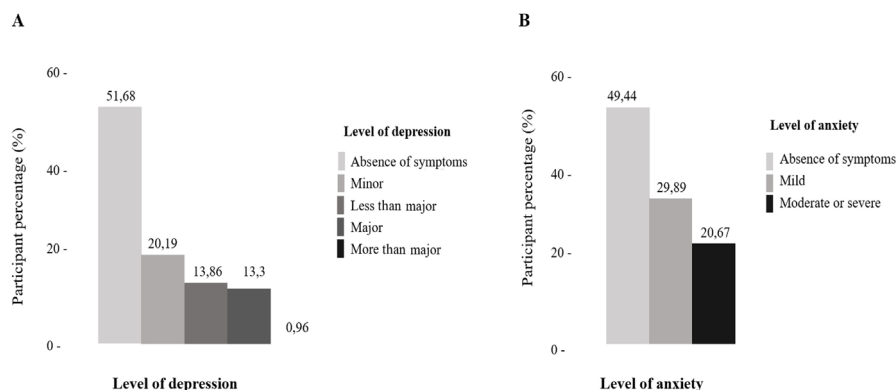 A
60 -
40 -
20 -
0 -
Participant percentage (%)
51,68
20,19
13,86
13,3
0,96
Level of depression
Level of depression
Absence of symptoms
Minor
Less than major
Major
More than major
B
60 -
40 -
20 -
0 -
Participant percentage (%)
49,44
29,89
20,67
Level of anxiety
Level of anxiety
Absence of symptoms
Mild
Moderate or severe